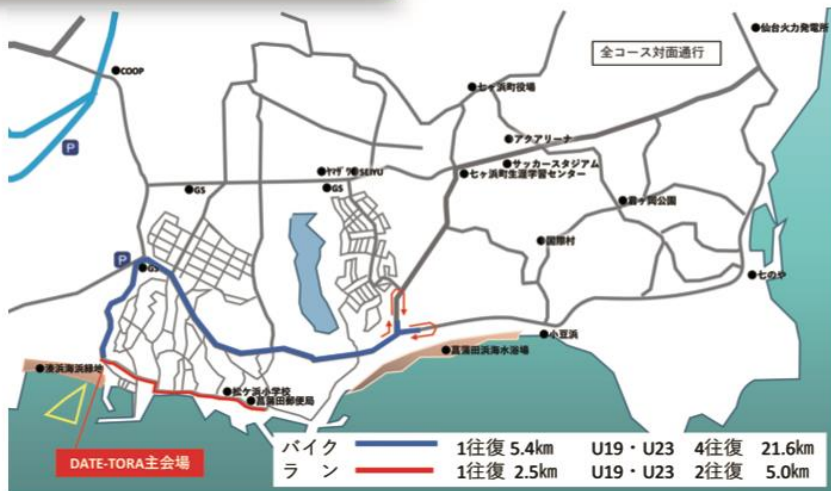 仙台火力発電所
全コース対面通行
COOP
七ヶ浜町役場
P
アクアリーナ
サッカースタジアム
七ヶ浜町生涯学習センター
ヤマザワ
SEIYU
GS
GS
君ヶ岡公園
国際村
P
GS
七のや
小豆浜
菖蒲田浜海水浴場
湊浜海浜緑地
松ケ浜小学校
菖蒲田郵便局
DATE-TORA主会場
バイク 1往復 5.4km U19・U23 4往復 21.6km
ラン 1往復 2.5km U19・U23 2往復 5.0km